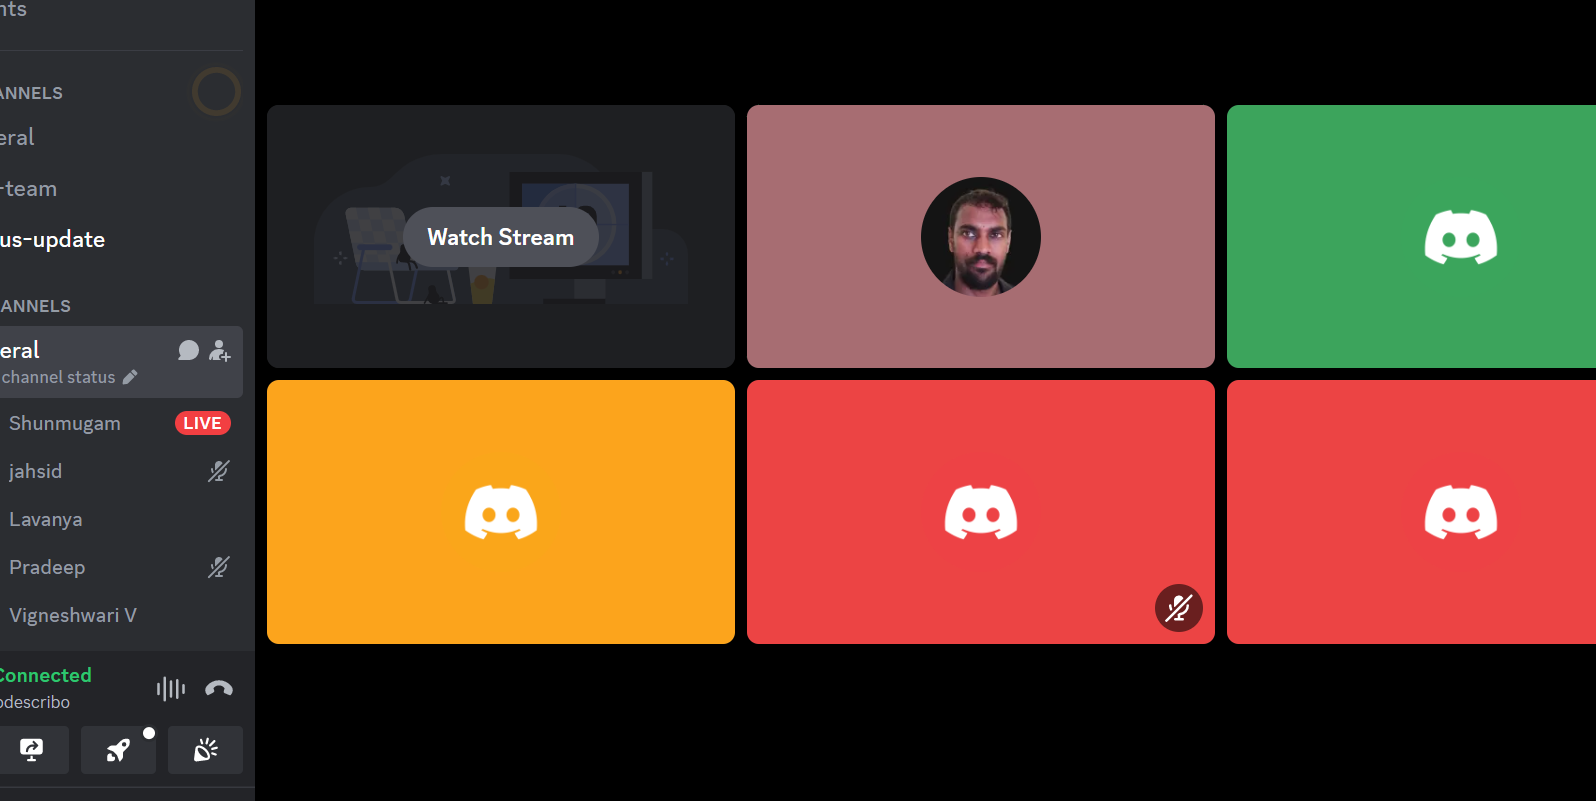 nts
ANNELS
eral
-team
us-update
ANNELS
eral
channel status
Shunmugam
LIVE
jahsid
Lavanya
Pradeep
Vigneshwari V
Connected
odescribo
Watch Stream